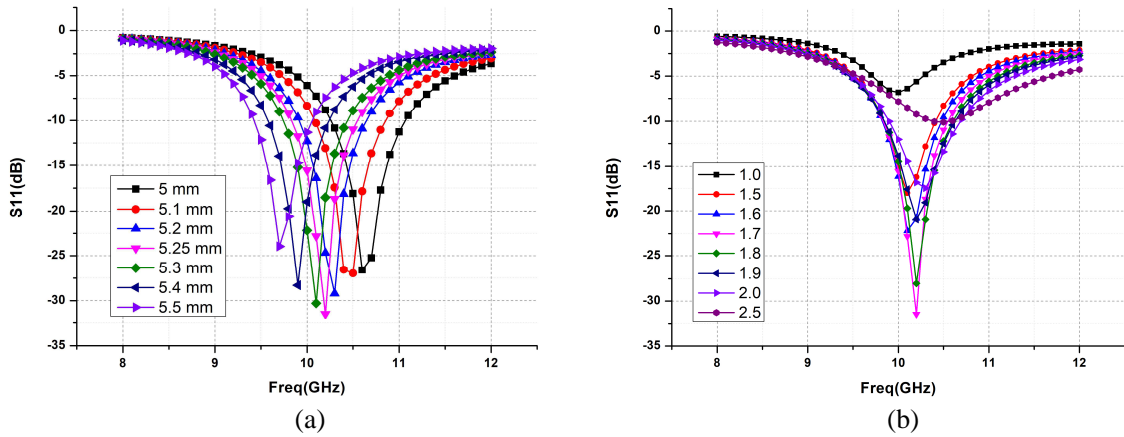 0
-5
-10
-15
-20
-25
-30
-35
S11(dB)
5 mm
5.1 mm
5.2 mm
5.25 mm
5.3 mm
5.4 mm
5.5 mm
8 9 10 11 12
Freq(GHz)
(a)
0
-5
-10
-15
-20
-25
-30
-35
S11(dB)
1.0
1.5
1.6
1.7
1.8
1.9
2.0
2.5
8 9 10 11 12
Freq(GHz)
(b)